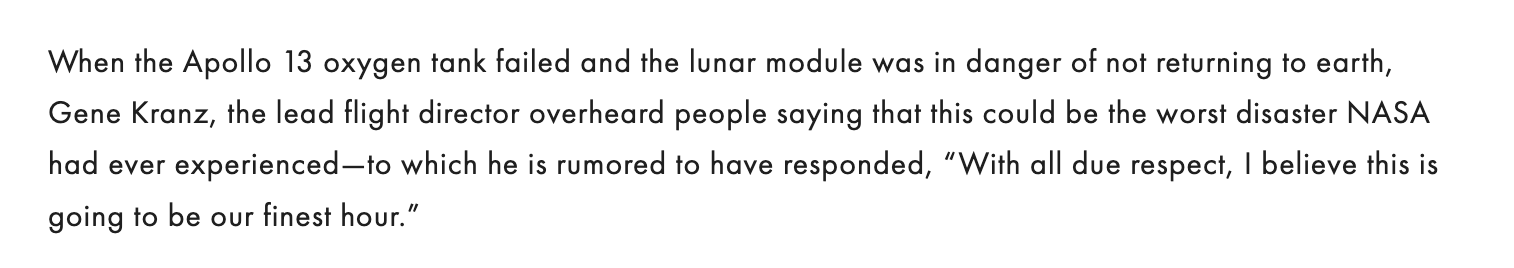 When the Apollo 13 oxygen tank failed and the lunar module was in danger of not returning to earth,
Gene Kranz, the lead flight director overheard people saying that this could be the worst disaster NASA
had ever experienced—to which he is rumored to have responded, “With all due respect, I believe this is
going to be our finest hour.”